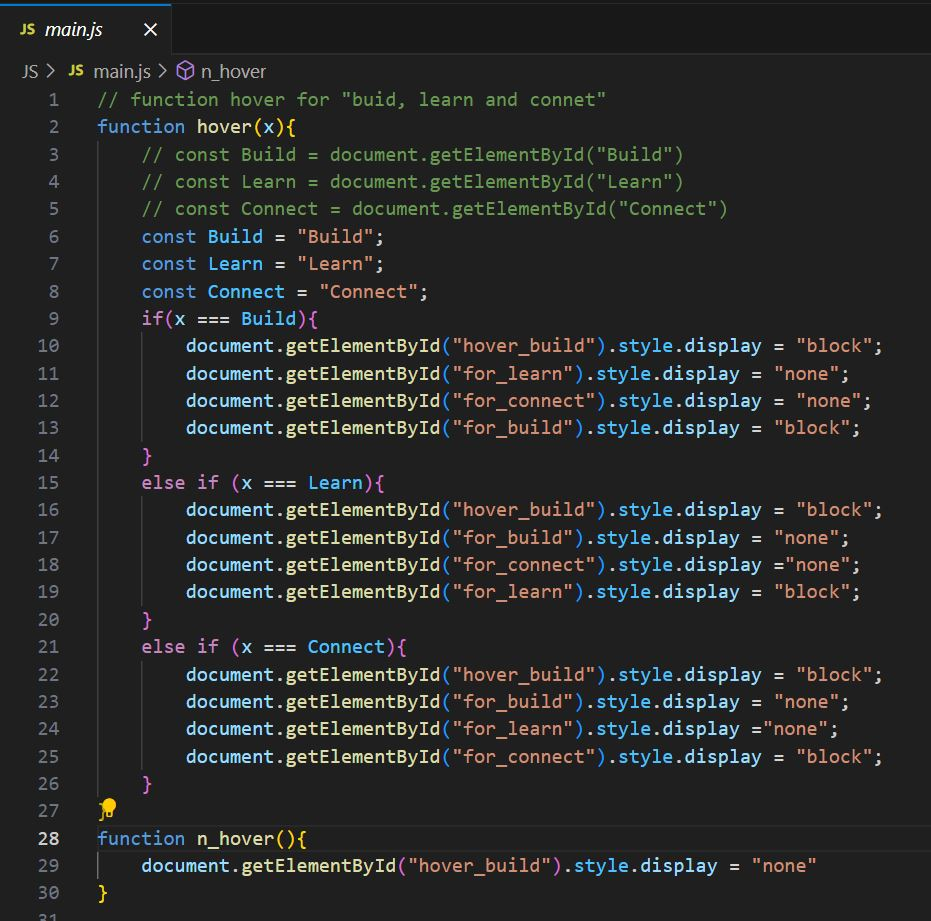 JS main.js ×
JS > JS main.js > n_hover
1 // function hover for "buid, learn and connet"
2 function hover(x){
3     // const Build = document.getElementById("Build")
4     // const Learn = document.getElementById("Learn")
5     // const Connect = document.getElementById("Connect")
6     const Build = "Build";
7     const Learn = "Learn";
8     const Connect = "Connect";
9     if(x === Build){
10         document.getElementById("hover_build").style.display = "block";
11         document.getElementById("for_learn").style.display = "none";
12         document.getElementById("for_connect").style.display = "none";
13         document.getElementById("for_build").style.display = "block";
14     }
15     else if (x === Learn){
16         document.getElementById("hover_build").style.display = "block";
17         document.getElementById("for_build").style.display = "none";
18         document.getElementById("for_connect").style.display ="none";
19         document.getElementById("for_learn").style.display = "block";
20     }
21     else if (x === Connect){
22         document.getElementById("hover_build").style.display = "block";
23         document.getElementById("for_build").style.display = "none";
24         document.getElementById("for_learn").style.display ="none";
25         document.getElementById("for_connect").style.display = "block";
26     }
27 }
28 function n_hover(){
29     document.getElementById("hover_build").style.display = "none"
30 }
31